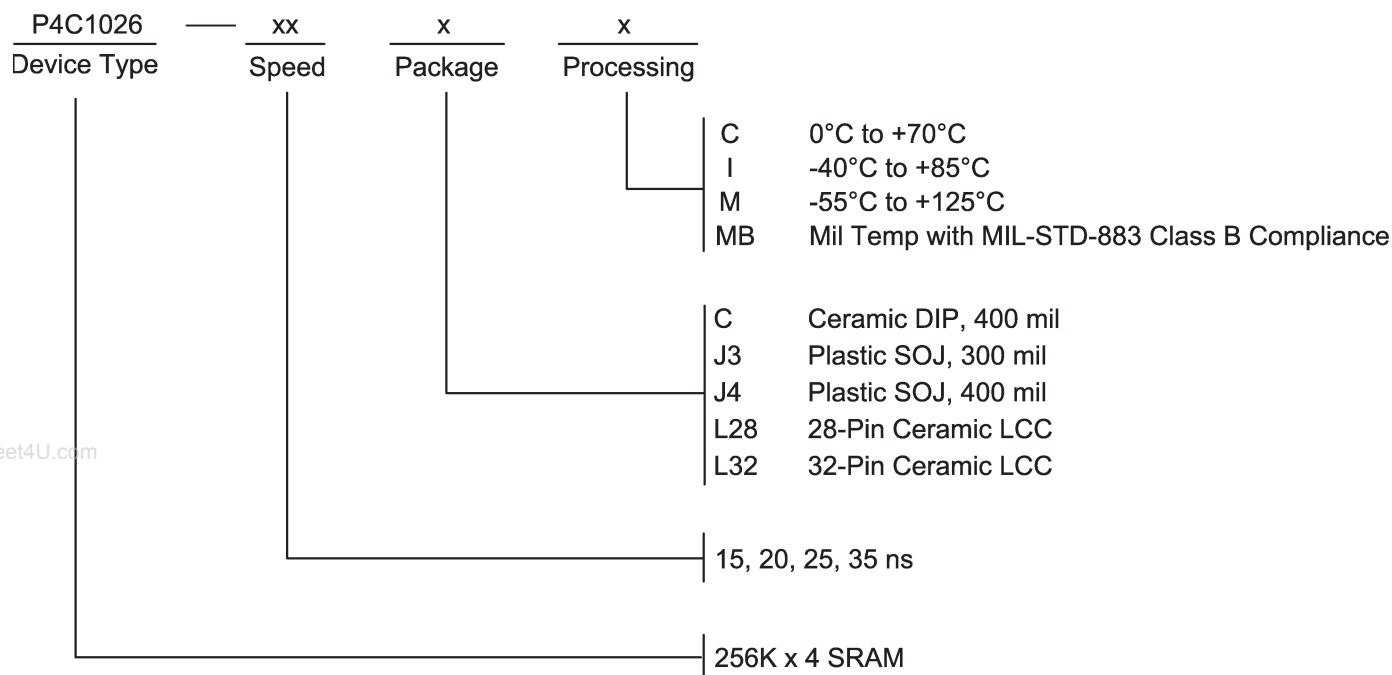 P4C1026 — xx x x
Device Type Speed Package Processing
C 0°C to +70°C
I -40°C to +85°C
M -55°C to +125°C
MB Mil Temp with MIL-STD-883 Class B Compliance
C Ceramic DIP, 400 mil
J3 Plastic SOJ, 300 mil
J4 Plastic SOJ, 400 mil
L28 28-Pin Ceramic LCC
eet4U.com
L32 32-Pin Ceramic LCC
15, 20, 25, 35 ns
256K x 4 SRAM